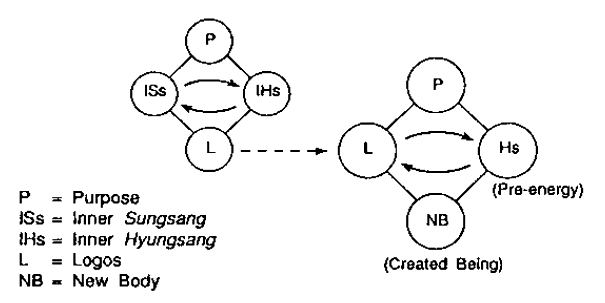 P
ISs
IHs
L
P
L
Hs
(Pre-energy)
NB
(Created Being)
P = Purpose
ISs = Inner Sungsang
IHs = Inner Hyungsang
L = Logos
NB = New Body